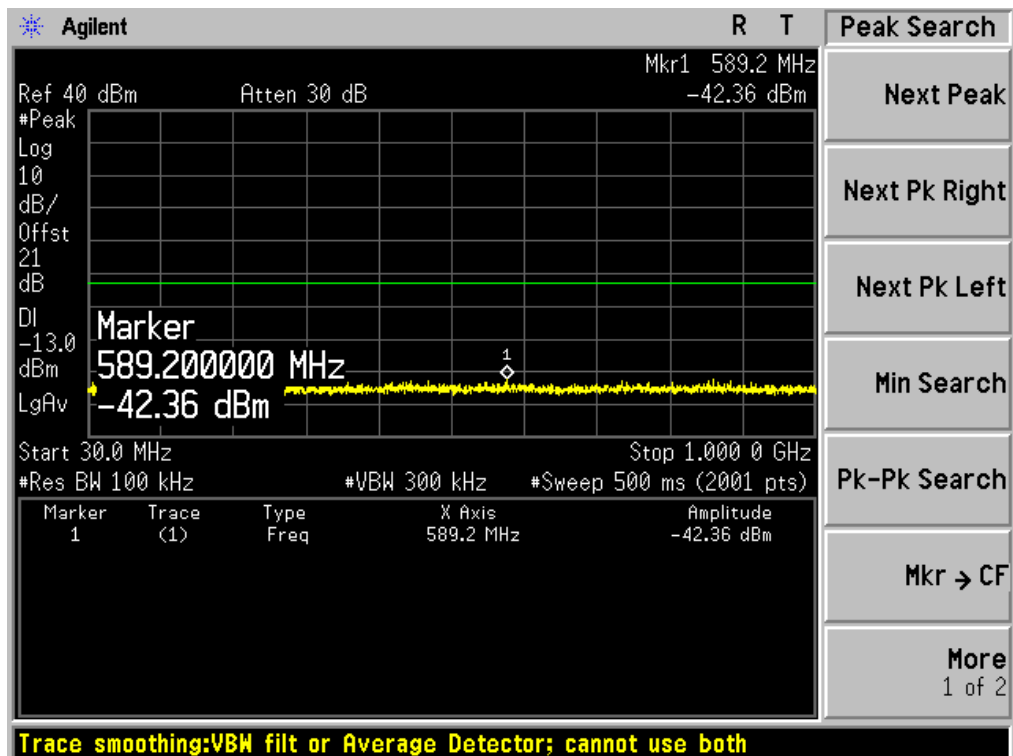 Agilent R T Peak Search
Mkr1 589.2 MHz
Ref 40 dBm Atten 30 dB -42.36 dBm
#Peak
Log
10
dB/
Offst
21
dB
DI
-13.0
dBm
LgAv
Marker
589.200000 MHz
-42.36 dBm
1
Start 30.0 MHz Stop 1.000 0 GHz
#Res BW 100 kHz #VBW 300 kHz #Sweep 500 ms (2001 pts)
Marker Trace Type X Axis Amplitude
1 (1) Freq 589.2 MHz -42.36 dBm
Next Peak
Next Pk Right
Next Pk Left
Min Search
Pk-Pk Search
Mkr → CF
More
1 of 2
Trace smoothing:VBW filt or Average Detector; cannot use both